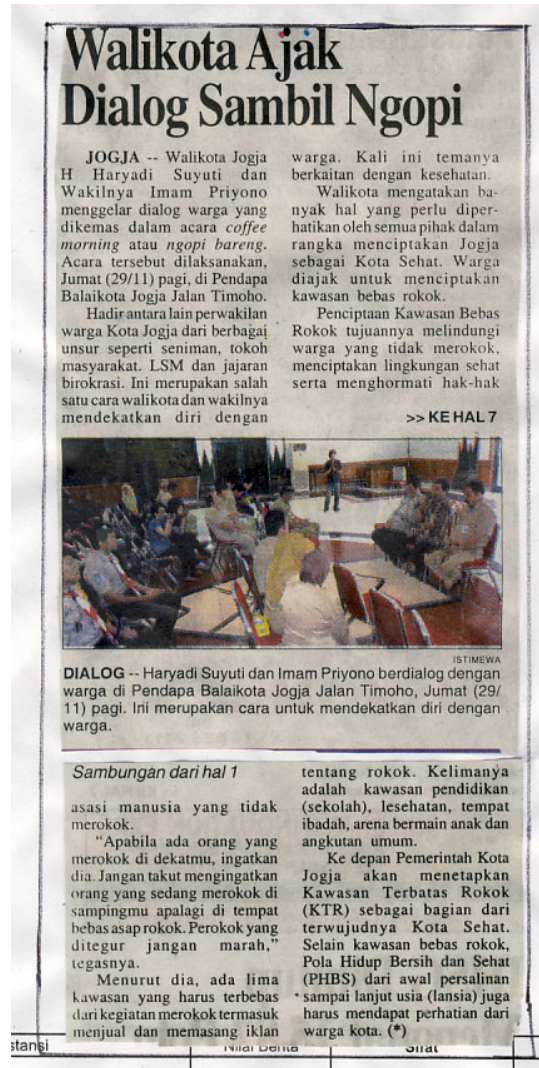 Walikota Ajak
Dialog Sambil Ngopi
JOGJA -- Walikota Jogja
H Haryadi Suyuti dan
Wakilnya Imam Priyono
menggelar dialog warga yang
dikemas dalam acara coffee
morning atau ngopi bareng.
Acara tersebut dilaksanakan,
Jumat (29/11) pagi, di Pendapa
Balaikota Jogja Jalan Timoho.
Hadir antara lain perwakilan
warga Kota Jogja dari berbagai
unsur seperti seniman, tokoh
masyarakat. LSM dan jajaran
birokrasi. Ini merupakan salah
satu cara walikota dan wakilnya
mendekatkan diri dengan
warga. Kali ini temanya
berkaitan dengan kesehatan.
Walikota mengatakan ba-
nyak hal yang perlu diper-
hatikan oleh semua pihak dalam
rangka menciptakan Jogja
sebagai Kota Sehat. Warga
diajak untuk menciptakan
kawasan bebas rokok.
Penciptaan Kawasan Bebas
Rokok tujuannya melindungi
warga yang tidak merokok,
menciptakan lingkungan sehat
serta menghormati hak-hak
>> KE HAL 7
ISTIMEWA
DIALOG -- Haryadi Suyuti dan Imam Priyono berdialog dengan
warga di Pendapa Balaikota Jogja Jalan Timoho, Jumat (29/
11) pagi. Ini merupakan cara untuk mendekatkan diri dengan
warga.
Sambungan dari hal 1
asasi manusia yang tidak
merokok.
"Apabila ada orang yang
merokok di dekatmu, ingatkan
dia. Jangan takut mengingatkan
orang yang sedang merokok di
sampingmu apalagi di tempat
bebas asap rokok. Perokok yang
ditegur jangan marah,"
tegasnya.
Menurut dia, ada lima
kawasan yang harus terbebas
dari kegiatan merokok termasuk
menjual dan memasang iklan
tentang rokok. Kelimanya
adalah kawasan pendidikan
(sekolah), lesehatan, tempat
ibadah, arena bermain anak dan
angkutan umum.
Ke depan Pemerintah Kota
Jogja akan menetapkan
Kawasan Terbatas Rokok
(KTR) sebagai bagian dari
terwujudnya Kota Sehat.
Selain kawasan bebas rokok,
Pola Hidup Bersih dan Sehat
(PHBS) dari awal persalinan
sampai lanjut usia (lansia) juga
harus mendapat perhatian dari
warga kota. (*)
stansi Nilai Berita Sifat